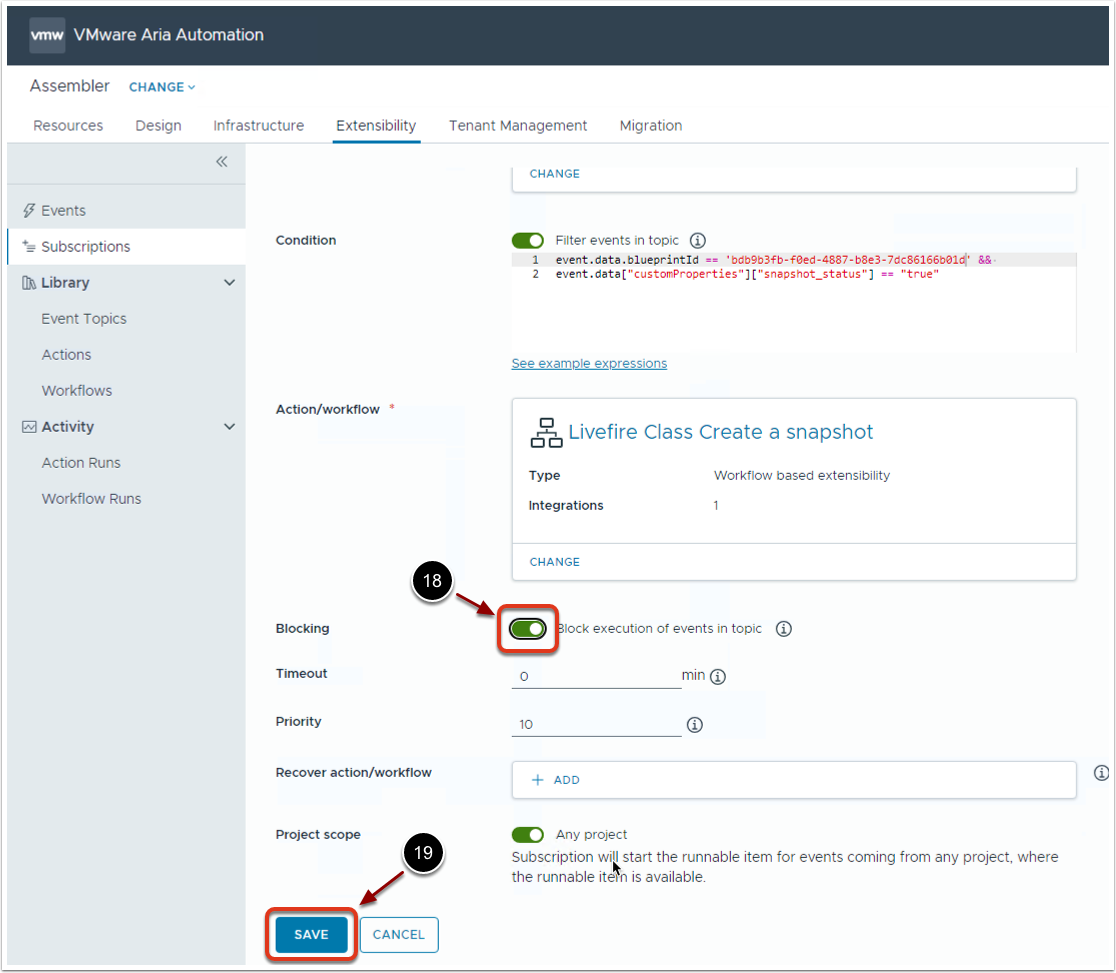 vmw VMware Aria Automation
Assembler CHANGE
Resources Design Infrastructure Extensibility Tenant Management Migration
Events
Subscriptions
Library
Event Topics
Actions
Workflows
Activity
Action Runs
Workflow Runs
CHANGE
Condition Filter events in topic
1 event.data.blueprintId == 'bdb9b3fb-f0ed-4887-b8e3-7dc86166b01d' &&
2 event.data["customProperties"]["snapshot_status"] == "true"
See example expressions
Action/workflow *
Livefire Class Create a snapshot
Type Workflow based extensibility
Integrations 1
CHANGE
18
Blocking Block execution of events in topic
Timeout 0 min
Priority 10
Recover action/workflow + ADD
Project scope Any project
Subscription will start the runnable item for events coming from any project, where
the runnable item is available.
19
SAVE CANCEL